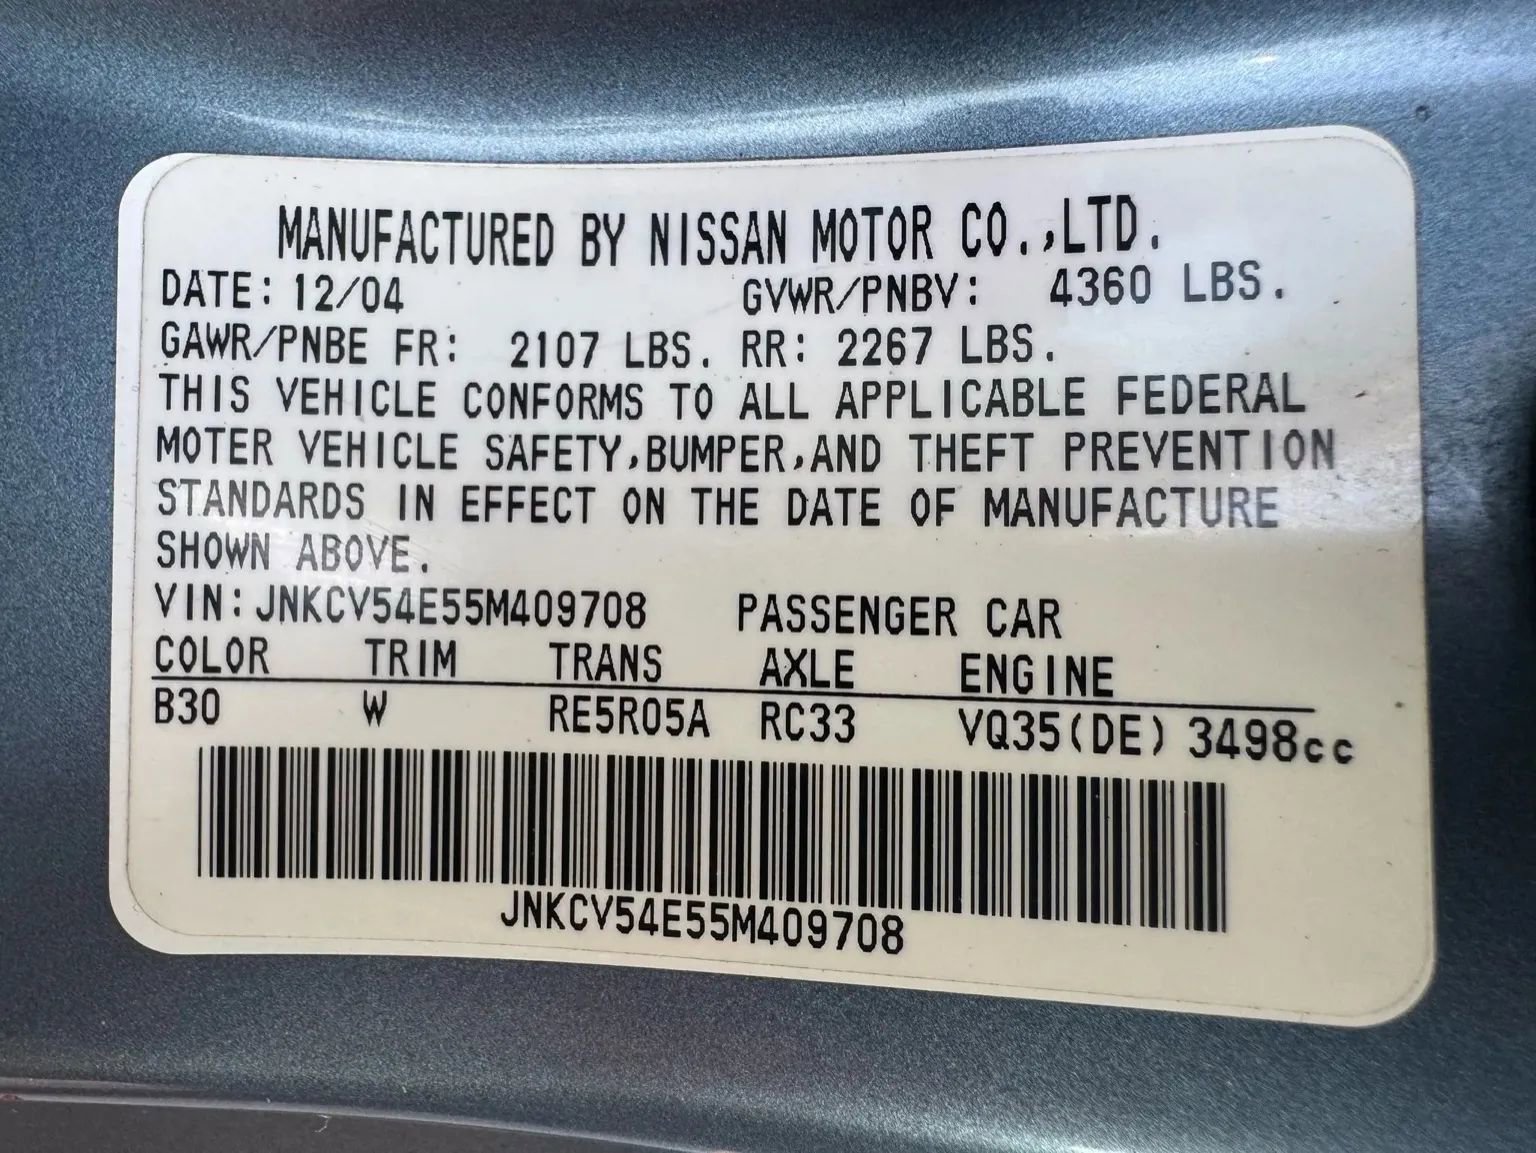 MANUFACTURED BY NISSAN MOTOR CO.,LTD.
DATE: 12/04 GVWR/PNBV: 4360 LBS.
GAWR/PNBE FR: 2107 LBS. RR: 2267 LBS.
THIS VEHICLE CONFORMS TO ALL APPLICABLE FEDERAL
MOTER VEHICLE SAFETY,BUMPER,AND THEFT PREVENTION
STANDARDS IN EFFECT ON THE DATE OF MANUFACTURE
SHOWN ABOVE.
VIN: JNKCV54E55M409708 PASSENGER CAR
COLOR TRIM TRANS AXLE ENGINE
B30 W RE5R05A RC33 VQ35(DE) 3498cc
JNKCV54E55M409708